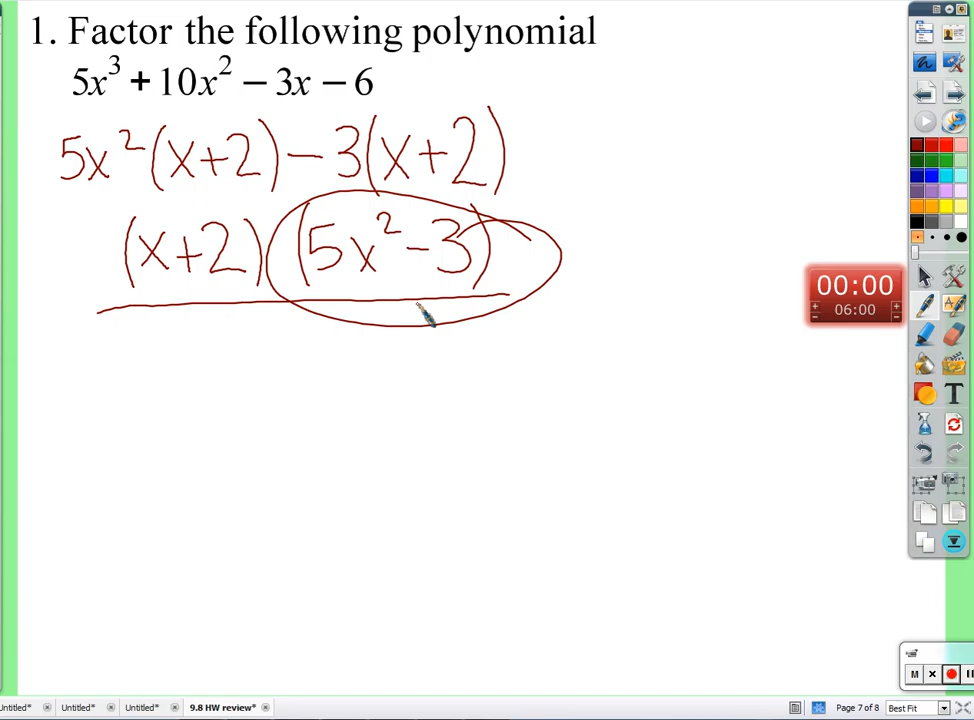 1. Factor the following polynomial
5x³ + 10x² − 3x − 6
5x²(x+2) − 3(x+2)
(x+2)(5x²−3)
00:00
06:00
T
M
Untitled* Untitled* Untitled* 9.8 HW review* Page 7 of 8 Best Fit